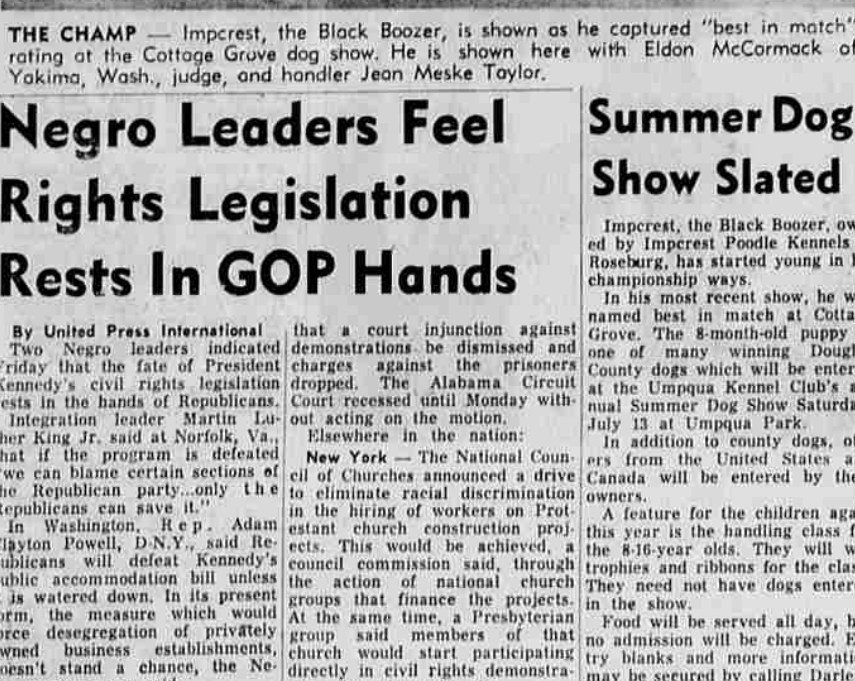 THE CHAMP — Impcrest, the Black Boozer, is shown as he captured "best in match"
rating at the Cottage Grove dog show. He is shown here with Eldon McCormack of
Yakima, Wash., judge, and handler Jean Meske Taylor.
Negro Leaders Feel
Rights Legislation
Rests In GOP Hands
By United Press International
Two Negro leaders indicated
Friday that the fate of President
Kennedy's civil rights legislation
rests in the hands of Republicans.
Integration leader Martin Lu-
ther King Jr. said at Norfolk, Va.,
that if the program is defeated
"we can blame certain sections of
the Republican party...only the
Republicans can save it."
In Washington, Rep. Adam
Clayton Powell, D-N.Y., said Re-
publicans will defeat Kennedy's
public accommodation bill unless
is watered down. In its present
form, the measure which would
force desegregation of privately
owned business establishments,
doesn't stand a chance, the Ne-
that a court injunction against
demonstrations be dismissed and
charges against the prisoners
dropped. The Alabama Circuit
Court recessed until Monday with-
out acting on the motion.
Elsewhere in the nation:
New York — The National Coun-
cil of Churches announced a drive
to eliminate racial discrimination
in the hiring of workers on Prot-
estant church construction proj-
ects. This would be achieved, a
council commission said, through
the action of national church
groups that finance the projects.
At the same time, a Presbyterian
group said members of that
church would start participating
directly in civil rights demonstra-
Summer Dog
Show Slated
Impcrest, the Black Boozer, ow
ed by Impcrest Poodle Kennels
Roseburg, has started young in
championship ways.
In his most recent show, he w
named best in match at Cotta
Grove. The 8-month-old puppy
one of many winning Dougl
County dogs which will be enter
at the Umpqua Kennel Club's a
nual Summer Dog Show Saturda
July 13 at Umpqua Park.
In addition to county dogs, ot
ers from the United States a
Canada will be entered by the
owners.
A feature for the children aga
this year is the handling class f
the 8-16-year olds. They will w
trophies and ribbons for the clas
They need not have dogs enter
in the show.
Food will be served all day, b
no admission will be charged. E
try blanks and more informati
may be secured by calling Darle